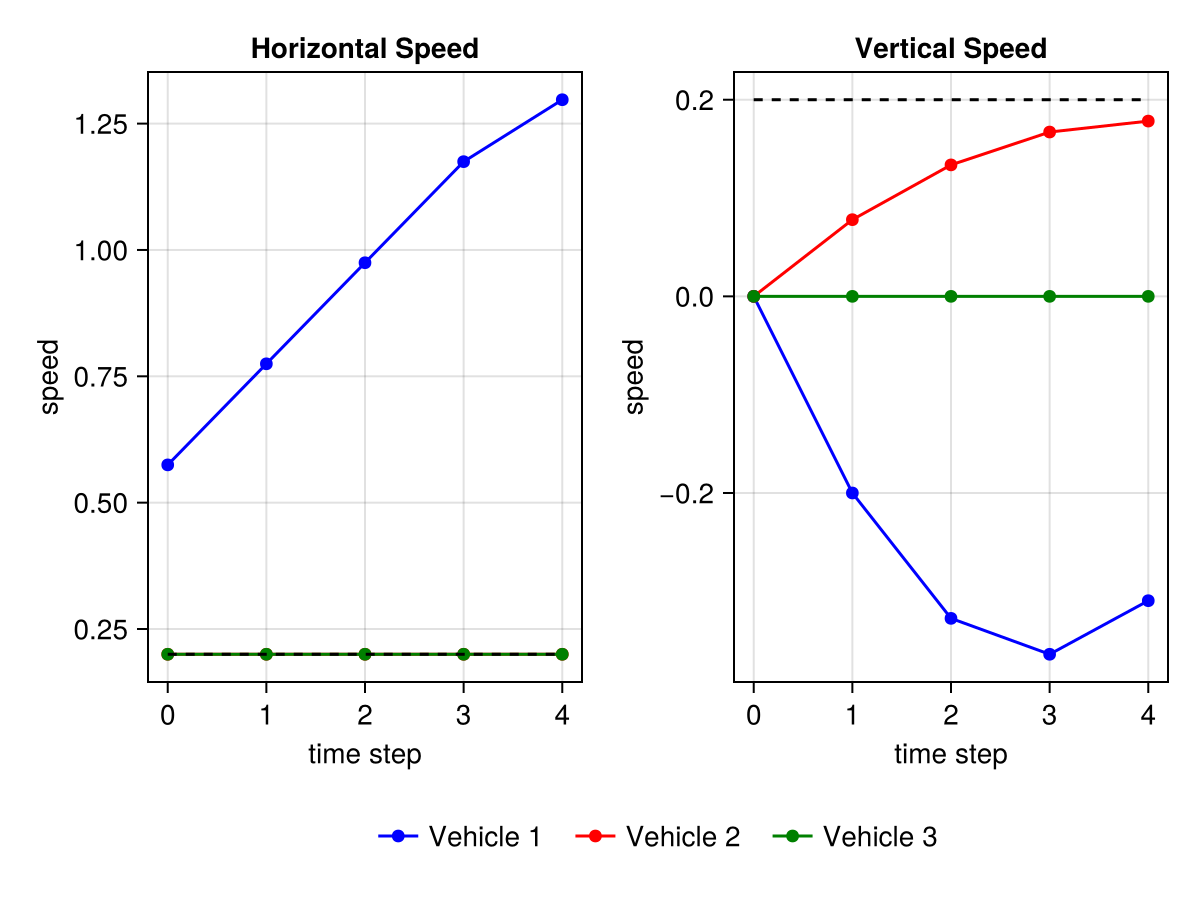 Horizontal Speed
speed
1.25
1.00
0.75
0.50
0.25
0 1 2 3 4
time step
Vertical Speed
speed
0.2
0.0
−0.2
0 1 2 3 4
time step
Vehicle 1 Vehicle 2 Vehicle 3